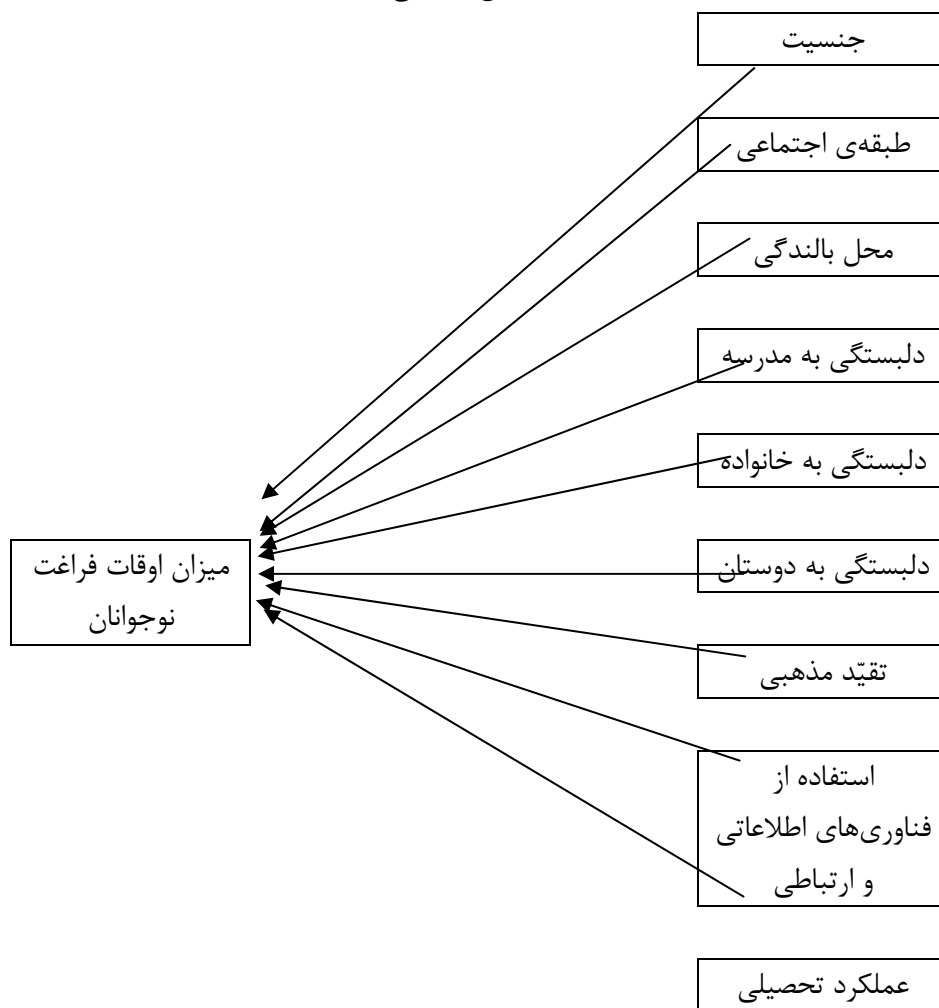 جنسیت
طبقه‌ی اجتماعی
محل بالندگی
دلبستگی به مدرسه
دلبستگی به خانواده
دلبستگی به دوستان
میزان اوقات فراغت
نوجوانان
تقیّد مذهبی
استفاده از
فناوری‌های اطلاعاتی
و ارتباطی
عملکرد تحصیلی